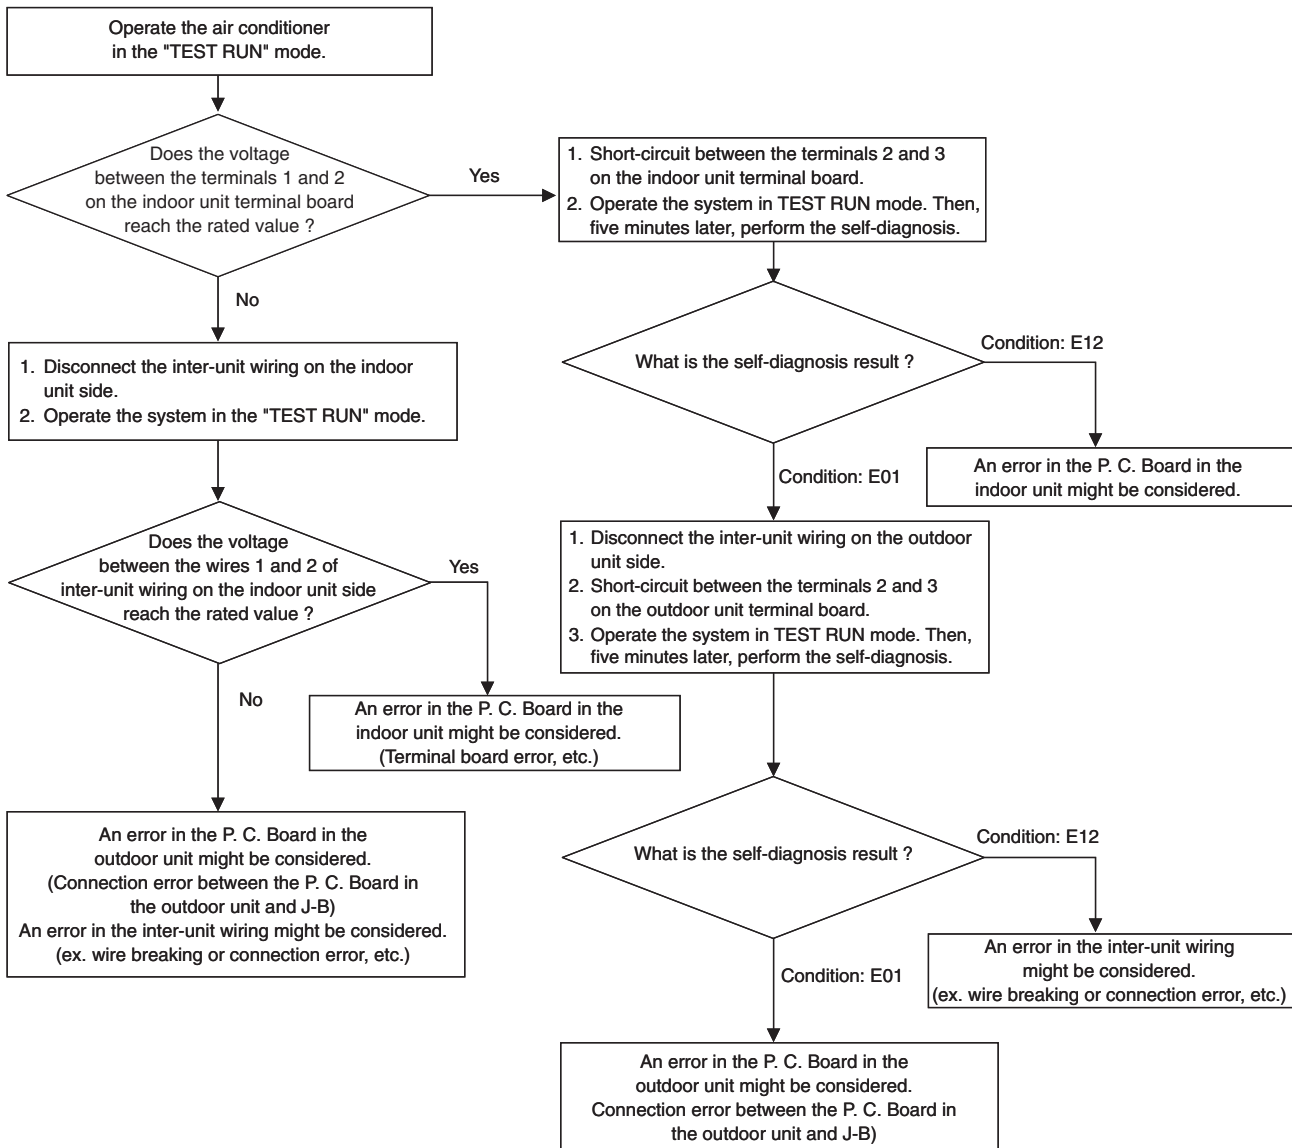 Operate the air conditioner
in the "TEST RUN" mode.
Does the voltage
between the terminals 1 and 2
on the indoor unit terminal board
reach the rated value ?
Yes
1. Short-circuit between the terminals 2 and 3
on the indoor unit terminal board.
2. Operate the system in TEST RUN mode. Then,
five minutes later, perform the self-diagnosis.
No
1. Disconnect the inter-unit wiring on the indoor
unit side.
2. Operate the system in the "TEST RUN" mode.
What is the self-diagnosis result ?
Condition: E12
An error in the P. C. Board in the
indoor unit might be considered.
Condition: E01
Does the voltage
between the wires 1 and 2 of
inter-unit wiring on the indoor unit side
reach the rated value ?
Yes
1. Disconnect the inter-unit wiring on the outdoor
unit side.
2. Short-circuit between the terminals 2 and 3
on the outdoor unit terminal board.
3. Operate the system in TEST RUN mode. Then,
five minutes later, perform the self-diagnosis.
No
An error in the P. C. Board in the
indoor unit might be considered.
(Terminal board error, etc.)
An error in the P. C. Board in the
outdoor unit might be considered.
(Connection error between the P. C. Board in
the outdoor unit and J-B)
An error in the inter-unit wiring might be considered.
(ex. wire breaking or connection error, etc.)
What is the self-diagnosis result ?
Condition: E12
An error in the inter-unit wiring
might be considered.
(ex. wire breaking or connection error, etc.)
Condition: E01
An error in the P. C. Board in the
outdoor unit might be considered.
Connection error between the P. C. Board in
the outdoor unit and J-B)